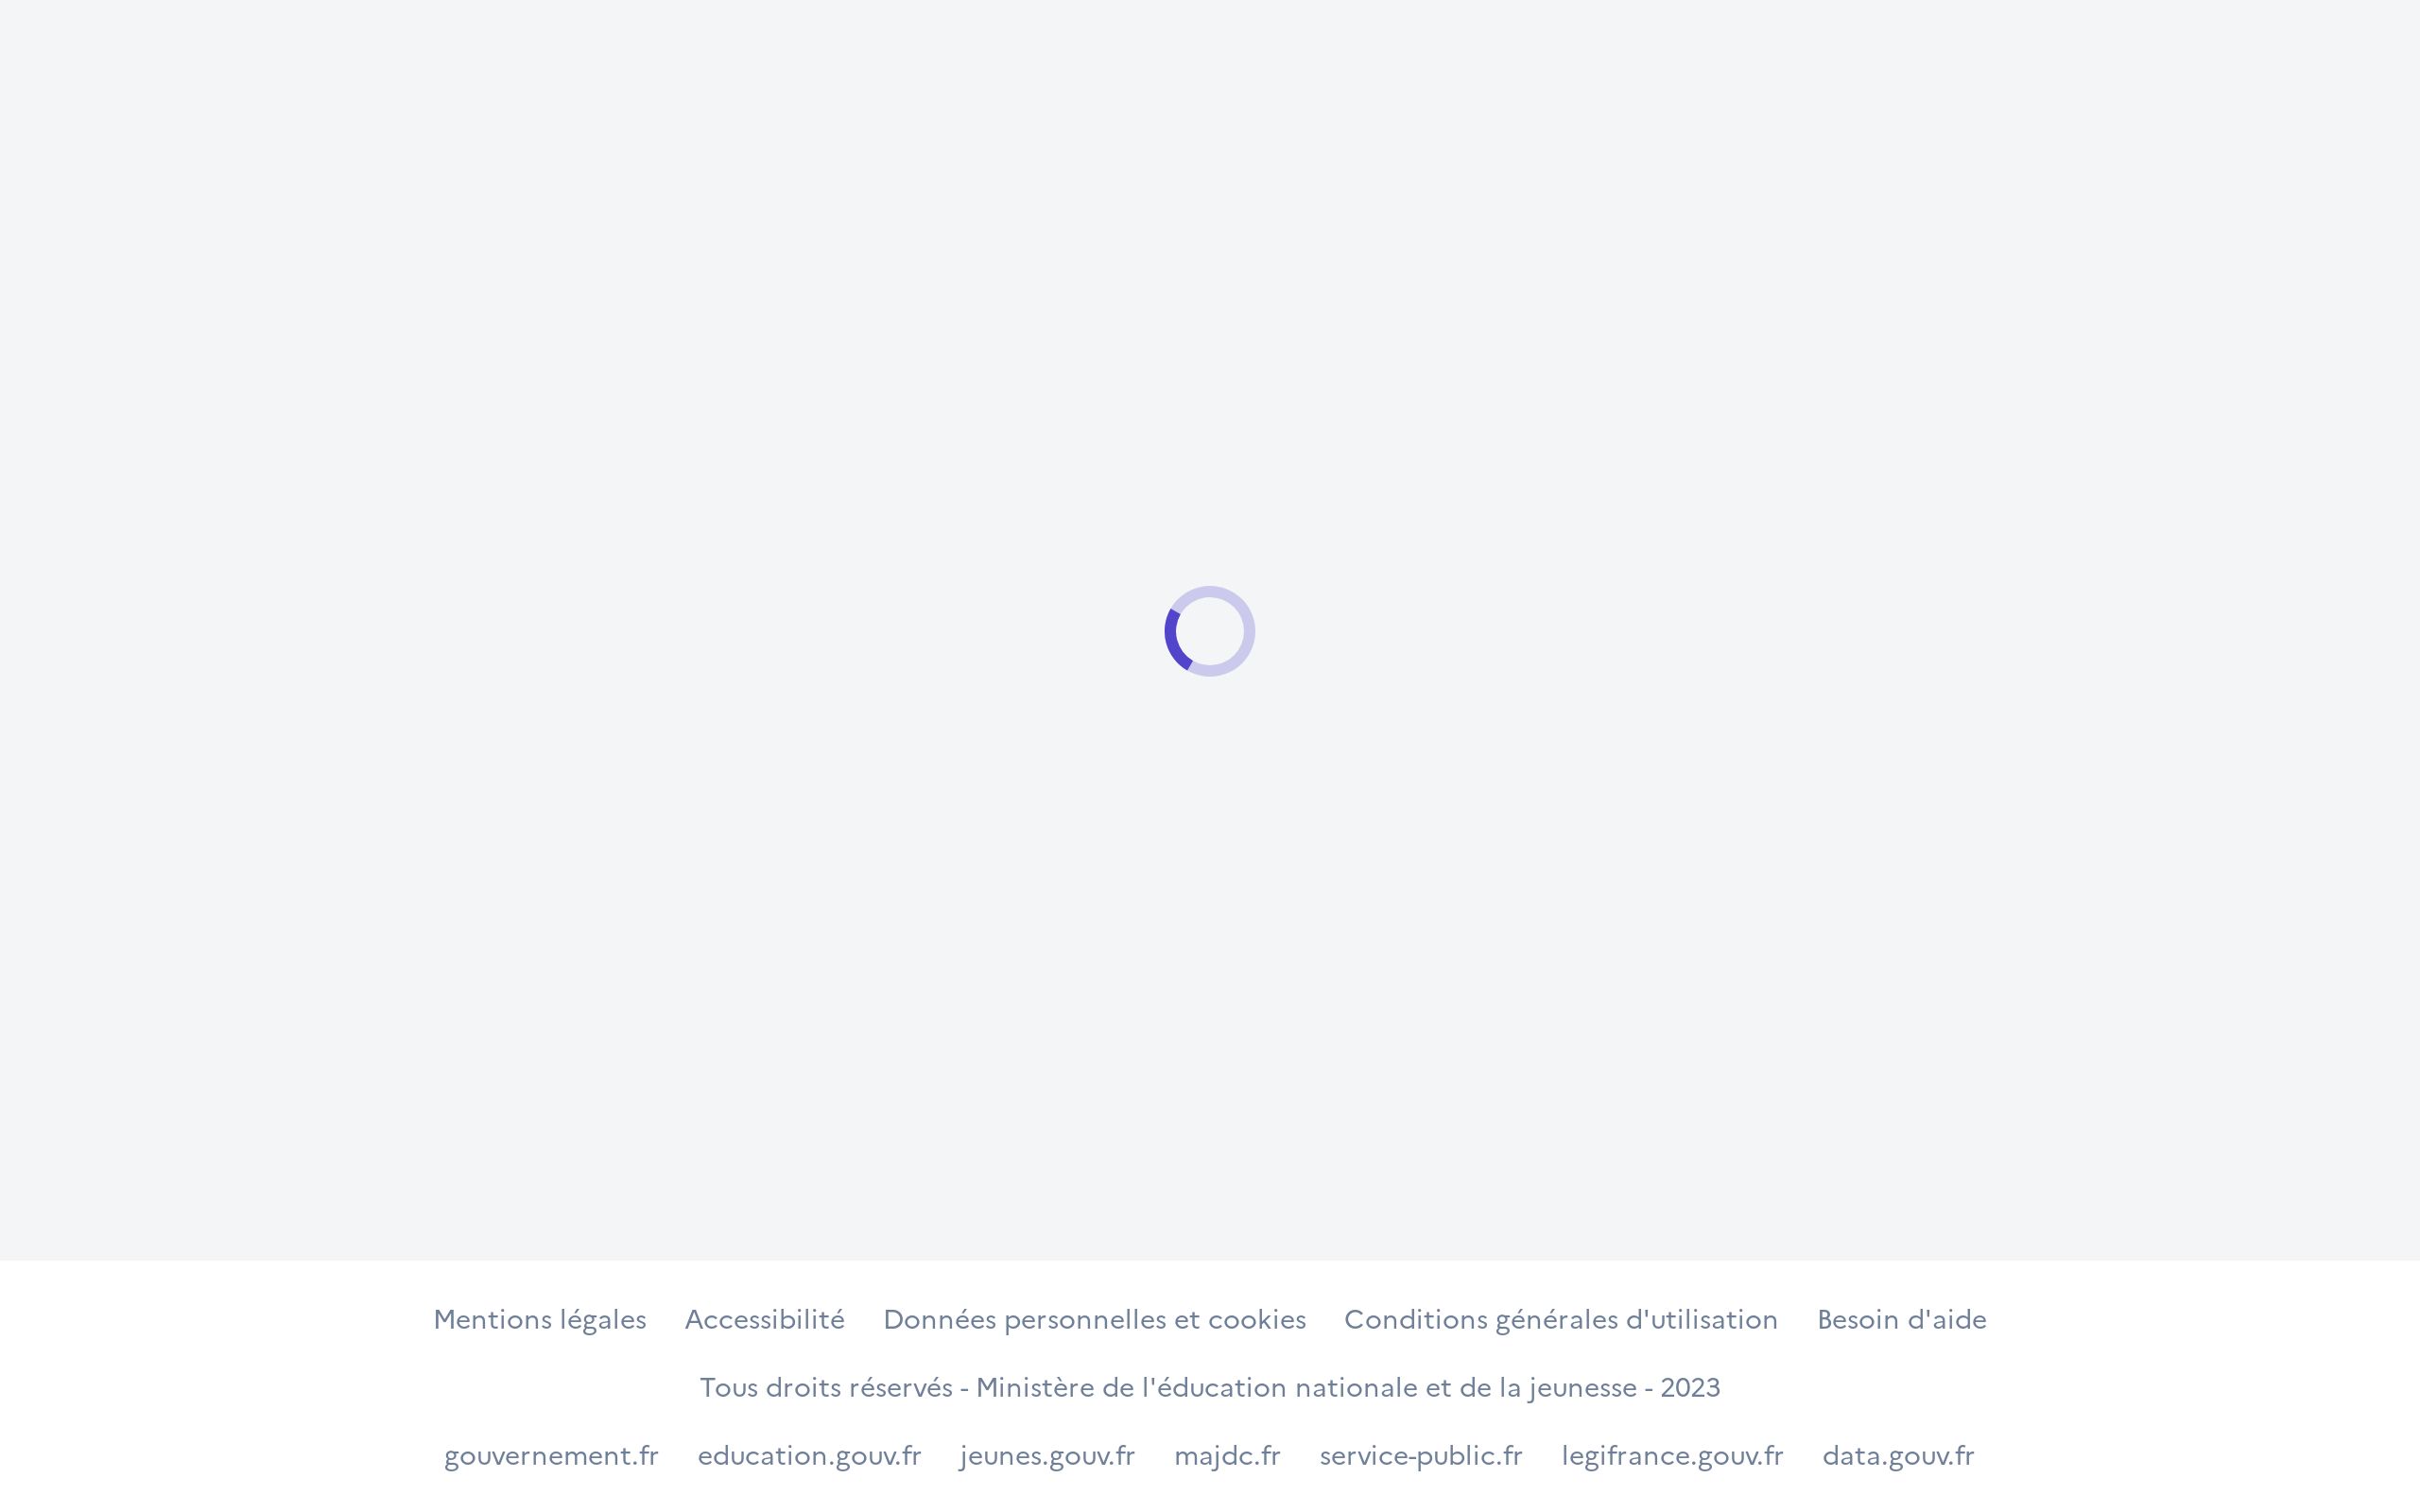 Mentions légales Accessibilité Données personnelles et cookies Conditions générales d'utilisation Besoin d'aide
Tous droits réservés - Ministère de l'éducation nationale et de la jeunesse - 2023
gouvernement.fr education.gouv.fr jeunes.gouv.fr majdc.fr service-public.fr legifrance.gouv.fr data.gouv.fr